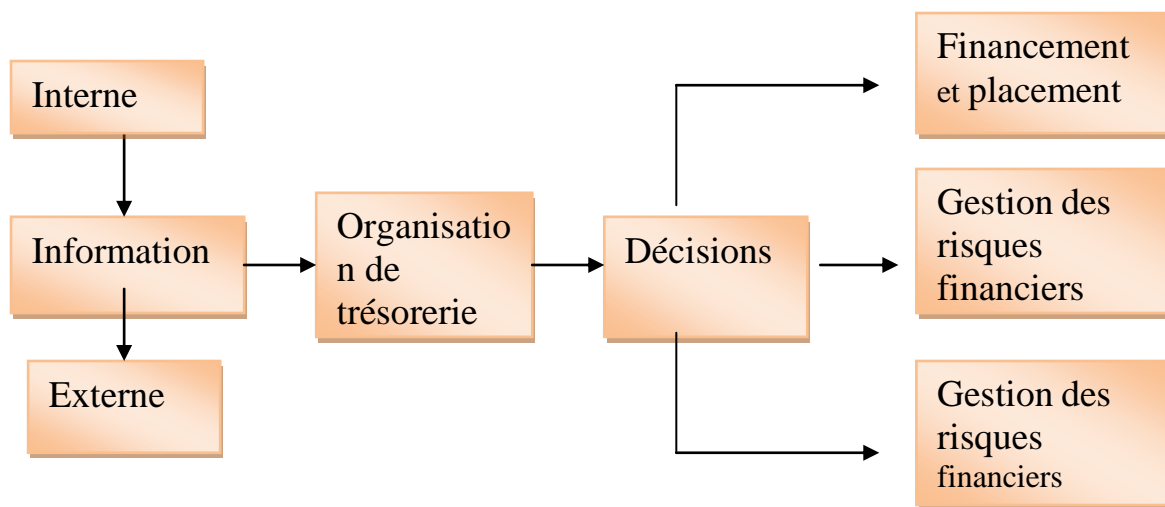 Interne
Information
Externe
Organisatio
n de
trésorerie
Décisions
Financement
et placement
Gestion des
risques
financiers
Gestion des
risques
financiers